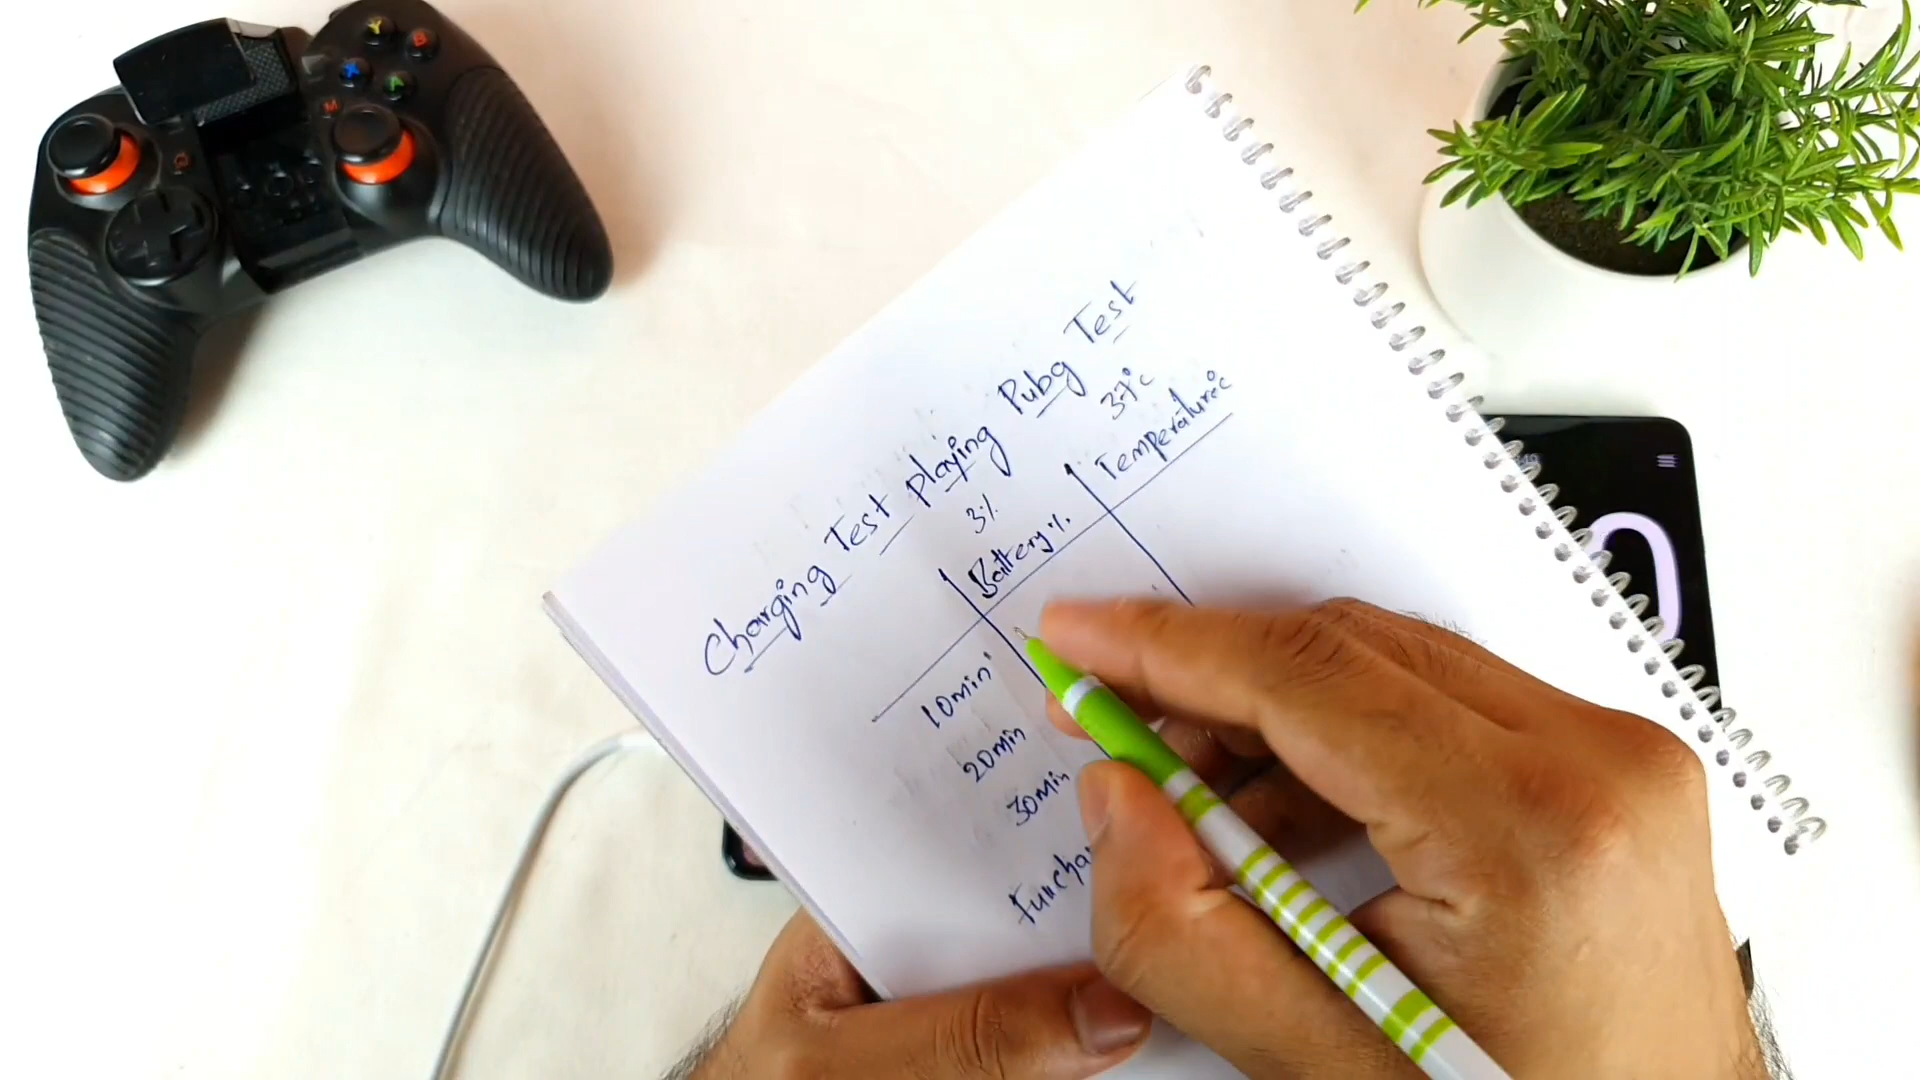 Charging Test Playing Pubg Test
3% 37°c
Battery% Temperature°c
10min
20min
30min
Y
B
X
A
M